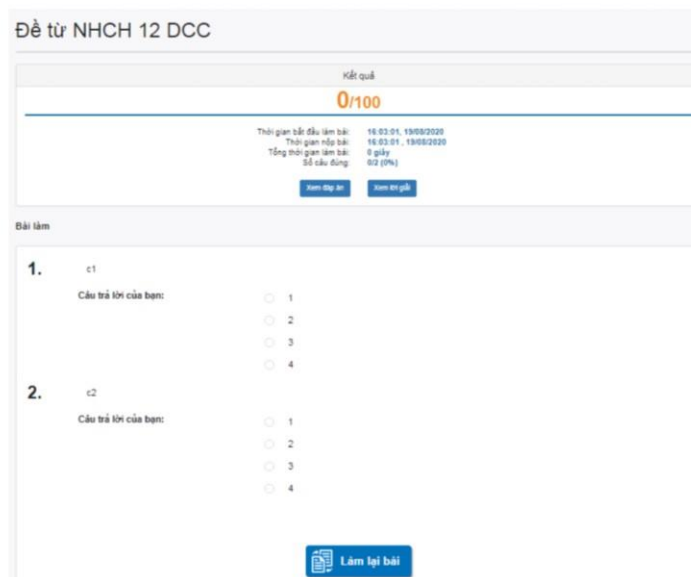 Đề từ NHCH 12 DCC
Kết quả
0/100
Thời gian bắt đầu làm bài: 16:03:01, 19/08/2020
Thời gian nộp bài: 16:03:01 , 19/08/2020
Tổng thời gian làm bài: 0 giây
Số câu đúng: 0/2 (0%)
Xem đáp án Xem lời giải
Bài làm
1. c1
Câu trả lời của bạn: 1
2
3
4
2. c2
Câu trả lời của bạn: 1
2
3
4
Làm lại bài